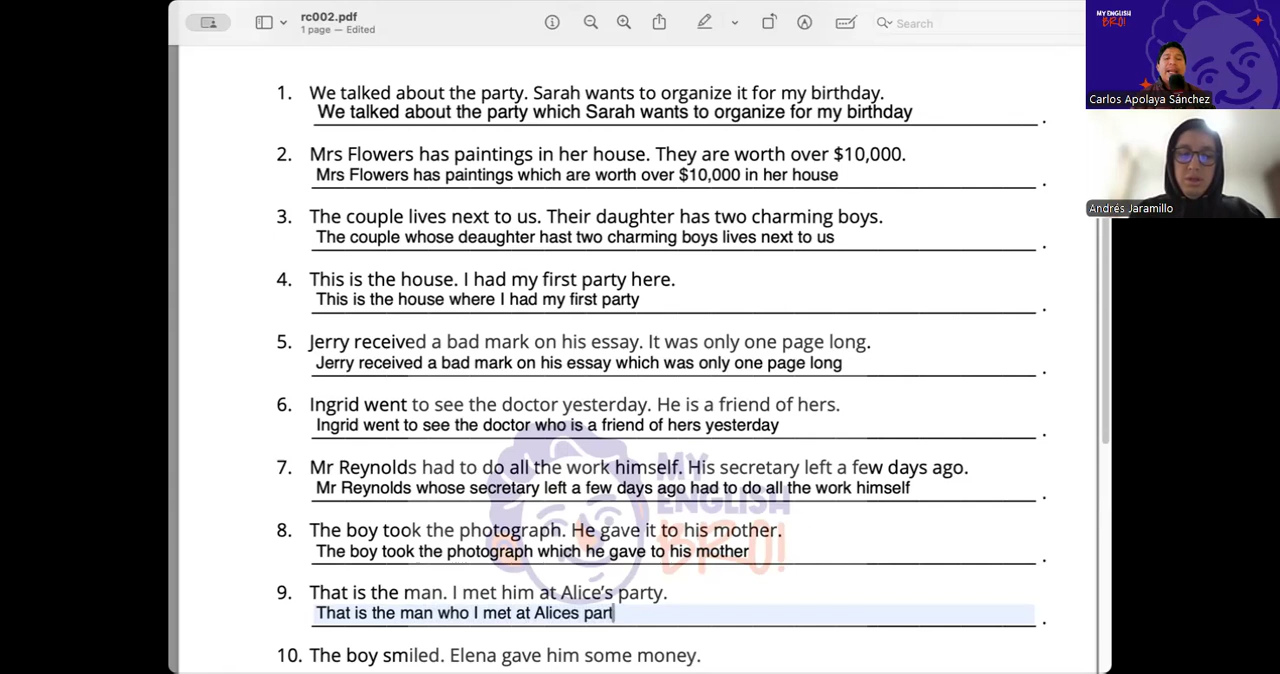 rc002.pdf
1 page — Edited
Search
1. We talked about the party. Sarah wants to organize it for my birthday.
We talked about the party which Sarah wants to organize for my birthday .
2. Mrs Flowers has paintings in her house. They are worth over $10,000.
Mrs Flowers has paintings which are worth over $10,000 in her house .
3. The couple lives next to us. Their daughter has two charming boys.
The couple whose deaughter hast two charming boys lives next to us .
4. This is the house. I had my first party here.
This is the house where I had my first party .
5. Jerry received a bad mark on his essay. It was only one page long.
Jerry received a bad mark on his essay which was only one page long .
6. Ingrid went to see the doctor yesterday. He is a friend of hers.
Ingrid went to see the doctor who is a friend of hers yesterday .
7. Mr Reynolds had to do all the work himself. His secretary left a few days ago.
Mr Reynolds whose secretary left a few days ago had to do all the work himself .
8. The boy took the photograph. He gave it to his mother.
The boy took the photograph which he gave to his mother .
9. That is the man. I met him at Alice's party.
That is the man who I met at Alices part .
10. The boy smiled. Elena gave him some money.
MY
ENGLISH
BRO!
MY ENGLISH
BRO!
Carlos Apolaya Sánchez
Andrés Jaramillo